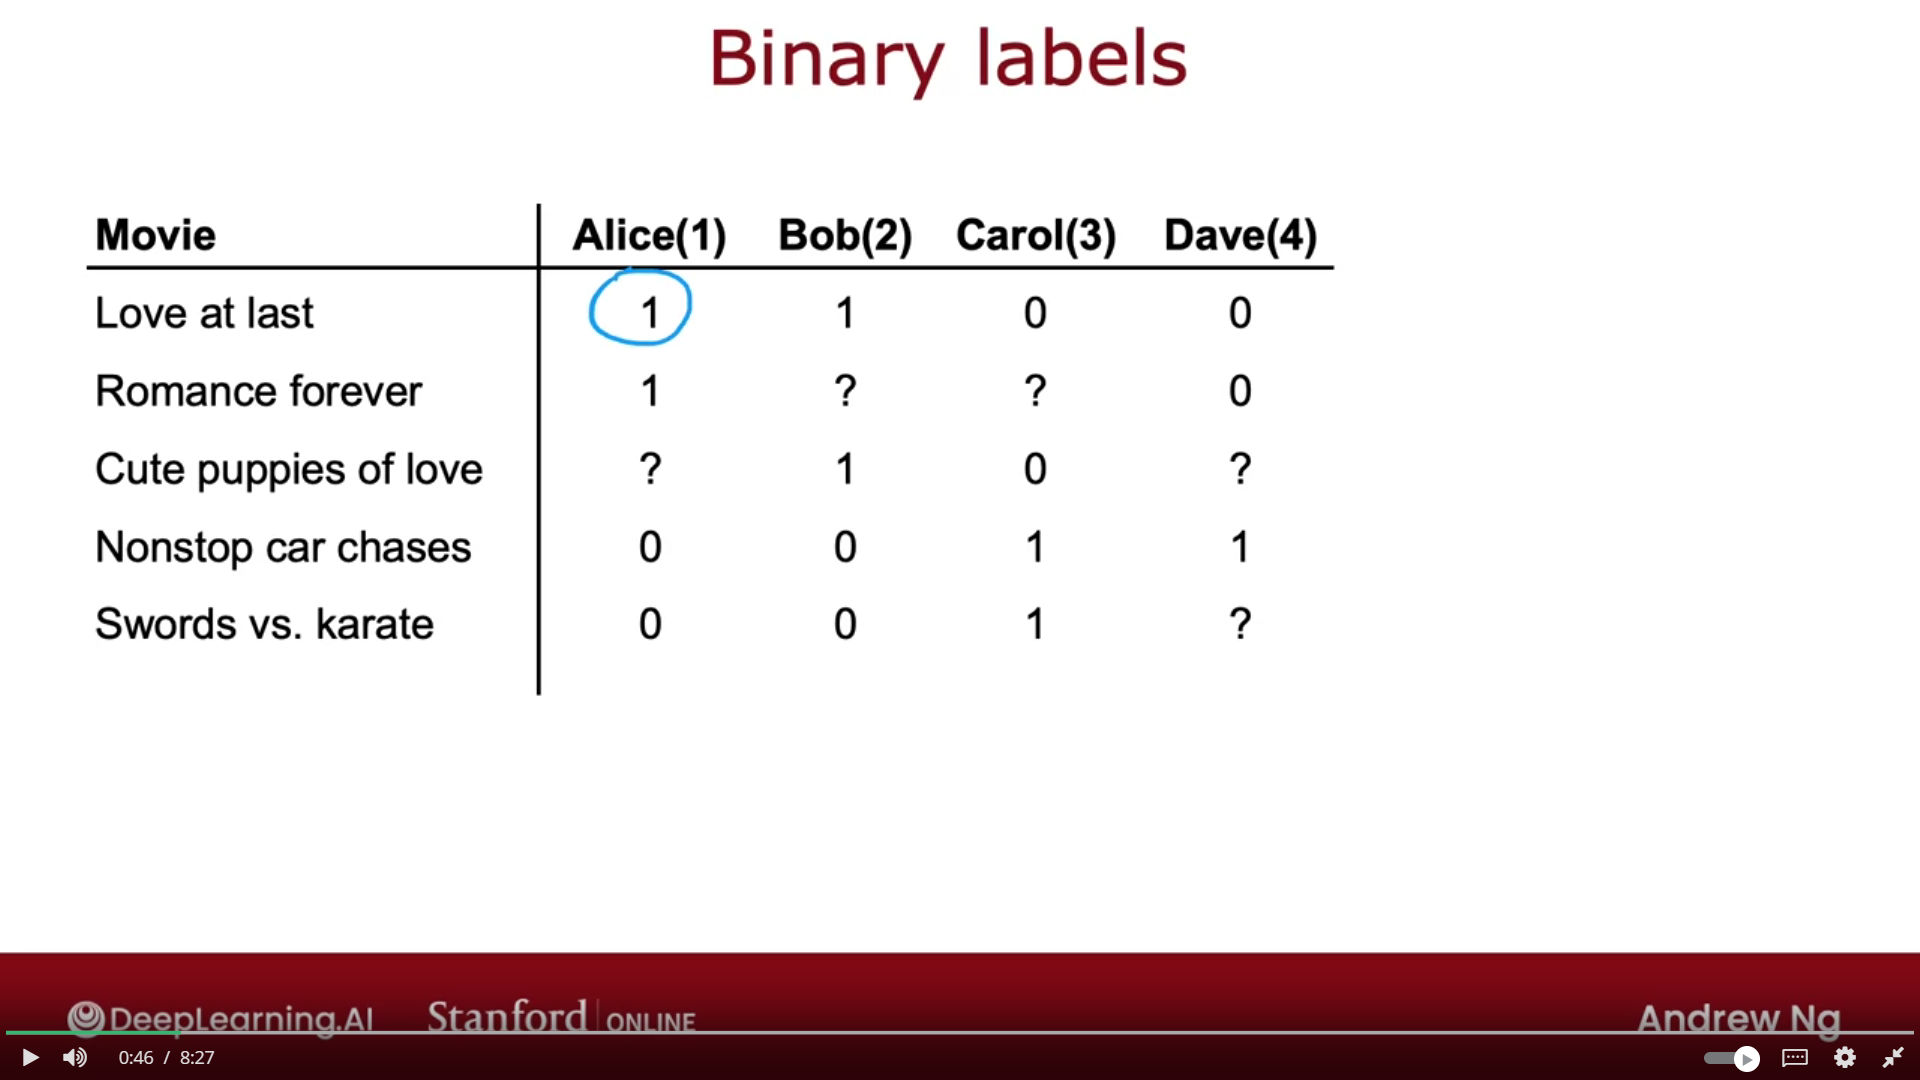 Binary labels
Movie Alice(1) Bob(2) Carol(3) Dave(4)
Love at last 1 1 0 0
Romance forever 1 ? ? 0
Cute puppies of love ? 1 0 ?
Nonstop car chases 0 0 1 1
Swords vs. karate 0 0 1 ?
DeepLearning.AI Stanford ONLINE Andrew Ng
0:46 / 8:27